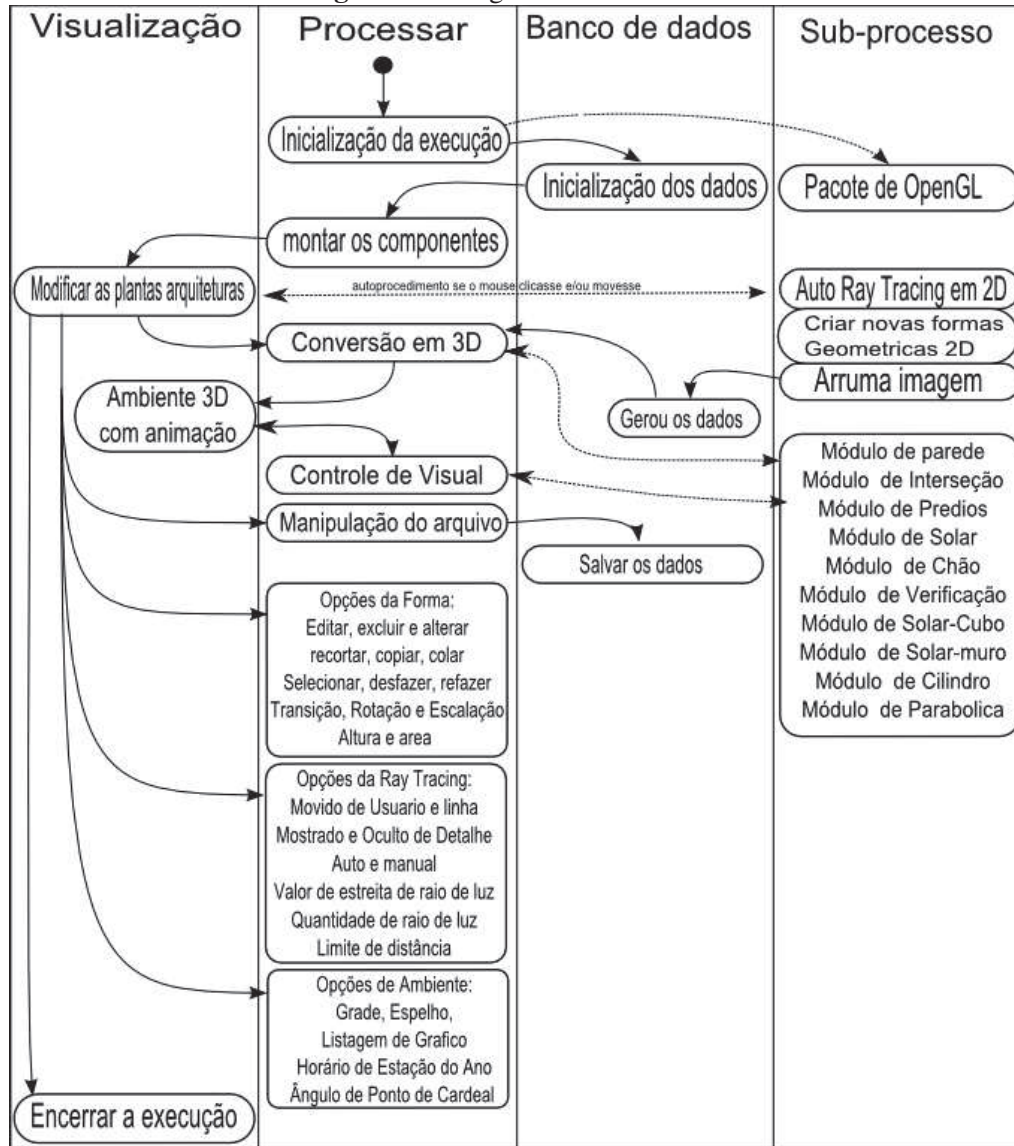 Visualização
Processar
Banco de dados
Sub-processo
Inicialização da execução
Inicialização dos dados
Pacote de OpenGL
montar os componentes
Modificar as plantas arquiteturas
autoprocedimento se o mouse clicasse e/ou movesse
Auto Ray Tracing em 2D
Criar novas formas
Geometricas 2D
Arruma imagem
Conversão em 3D
Gerou os dados
Ambiente 3D
com animação
Controle de Visual
Manipulação do arquivo
Salvar os dados
Módulo de parede
Módulo de Interseção
Módulo de Predios
Módulo de Solar
Módulo de Chão
Módulo de Verificação
Módulo de Solar-Cubo
Módulo de Solar-muro
Módulo de Cilindro
Módulo de Parabolica
Opções da Forma:
Editar, excluir e alterar
recortar, copiar, colar
Selecionar, desfazer, refazer
Transição, Rotação e Escalação
Altura e area
Opções da Ray Tracing:
Movido de Usuario e linha
Mostrado e Oculto de Detalhe
Auto e manual
Valor de estreita de raio de luz
Quantidade de raio de luz
Limite de distância
Opções de Ambiente:
Grade, Espelho,
Listagem de Grafico
Horário de Estação do Ano
Ângulo de Ponto de Cardeal
Encerrar a execução